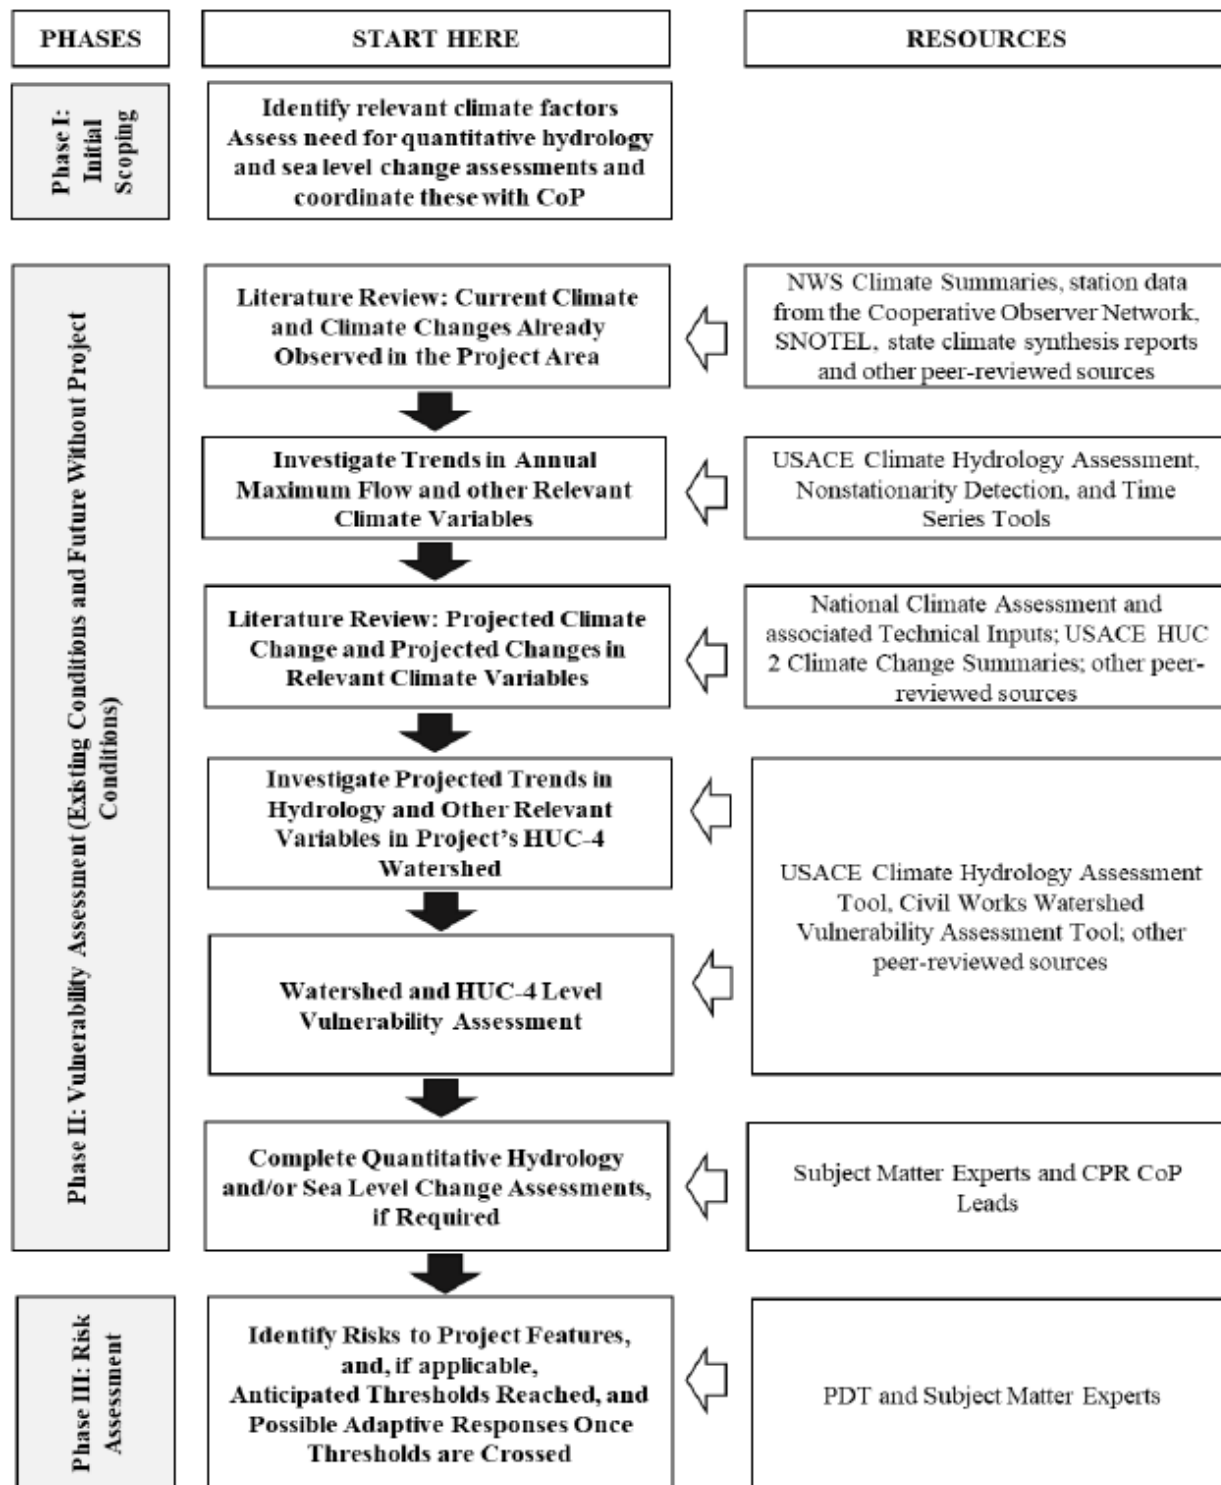 PHASES
START HERE
RESOURCES
Phase I:
Initial
Scoping
Identify relevant climate factors
Assess need for quantitative hydrology
and sea level change assessments and
coordinate these with CoP
Phase II: Vulnerability Assessment (Existing Conditions and Future Without Project
Conditions)
Literature Review: Current Climate
and Climate Changes Already
Observed in the Project Area
NWS Climate Summaries, station data
from the Cooperative Observer Network,
SNOTEL, state climate synthesis reports
and other peer-reviewed sources
Investigate Trends in Annual
Maximum Flow and other Relevant
Climate Variables
USACE Climate Hydrology Assessment,
Nonstationarity Detection, and Time
Series Tools
Literature Review: Projected Climate
Change and Projected Changes in
Relevant Climate Variables
National Climate Assessment and
associated Technical Inputs; USACE HUC
2 Climate Change Summaries; other peer-
reviewed sources
Investigate Projected Trends in
Hydrology and Other Relevant
Variables in Project's HUC-4
Watershed
Watershed and HUC-4 Level
Vulnerability Assessment
USACE Climate Hydrology Assessment
Tool, Civil Works Watershed
Vulnerability Assessment Tool; other
peer-reviewed sources
Complete Quantitative Hydrology
and/or Sea Level Change Assessments,
if Required
Subject Matter Experts and CPR CoP
Leads
Phase III: Risk
Assessment
Identify Risks to Project Features,
and, if applicable,
Anticipated Thresholds Reached, and
Possible Adaptive Responses Once
Thresholds are Crossed
PDT and Subject Matter Experts